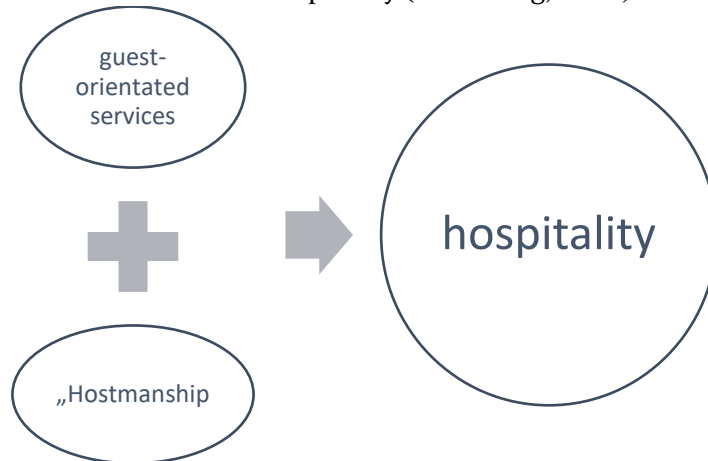 guest-
orientated
services
hospitality
„Hostmanship